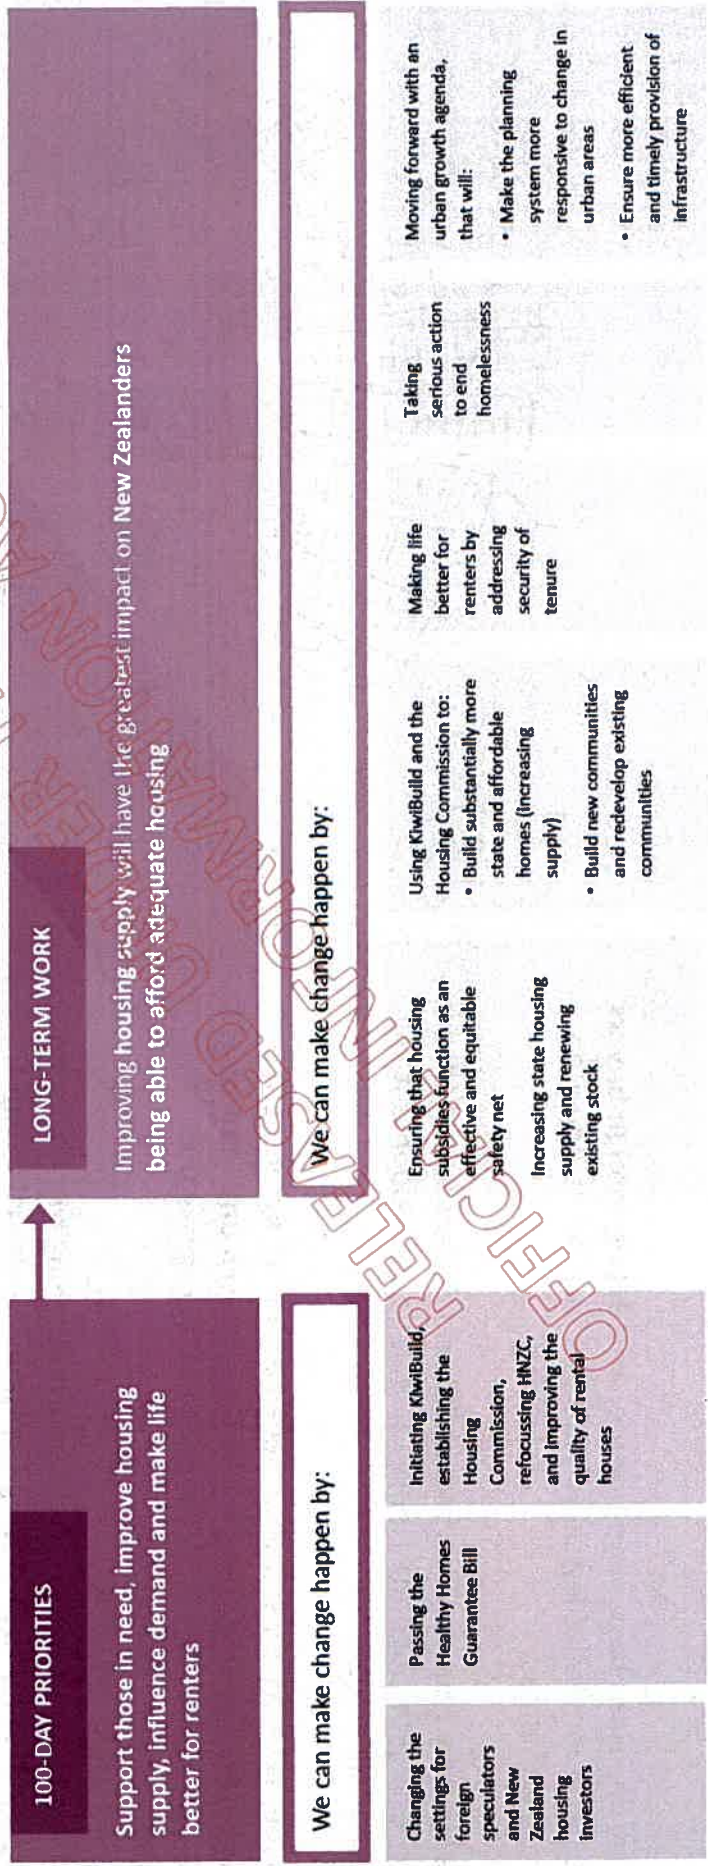 100-DAY PRIORITIES
Support those in need, improve housing
supply, influence demand and make life
better for renters
We can make change happen by:
Changing the
settings for
foreign
speculators
and New
Zealand
housing
investors
Passing the
Healthy Homes
Guarantee Bill
Initiating KiwiBuild,
establishing the
Housing
Commission,
refocussing HNZC,
and improving the
quality of rental
houses
LONG-TERM WORK
Improving housing supply will have the greatest impact on New Zealanders
being able to afford adequate housing
We can make change happen by:
Ensuring that housing
subsidies function as an
effective and equitable
safety net
Increasing state housing
supply and renewing
existing stock
Using KiwiBuild and the
Housing Commission to:
• Build substantially more
state and affordable
homes (increasing
supply)
• Build new communities
and redevelop existing
communities
Making life
better for
renters by
addressing
security of
tenure
Taking
serious action
to end
homelessness
Moving forward with an
urban growth agenda,
that will:
• Make the planning
system more
responsive to change in
urban areas
• Ensure more efficient
and timely provision of
infrastructure
RELEASED UNDER
OFFICIAL INFORMATION